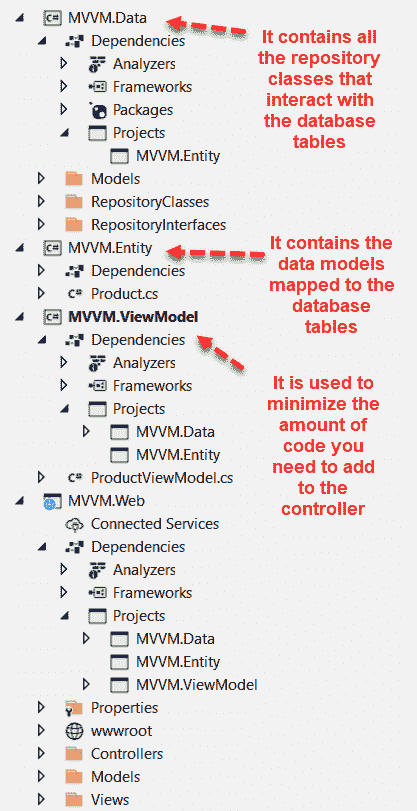 MVVM.Data
Dependencies
Analyzers
Frameworks
Packages
Projects
MVVM.Entity
Models
RepositoryClasses
RepositoryInterfaces
It contains all
the repository
classes that
interact with
the database
tables
C# MVVM.Entity
Dependencies
C# Product.cs
It contains the
data models
mapped to the
database
tables
C# MVVM.ViewModel
Dependencies
Analyzers
Frameworks
Projects
MVVM.Data
MVVM.Entity
C# ProductViewModel.cs
It is used to
minimize the
amount of
code you
need to add
to the
controller
MVVM.Web
Connected Services
Dependencies
Analyzers
Frameworks
Projects
MVVM.Data
MVVM.Entity
MVVM.ViewModel
Properties
wwwroot
Controllers
Models
Views